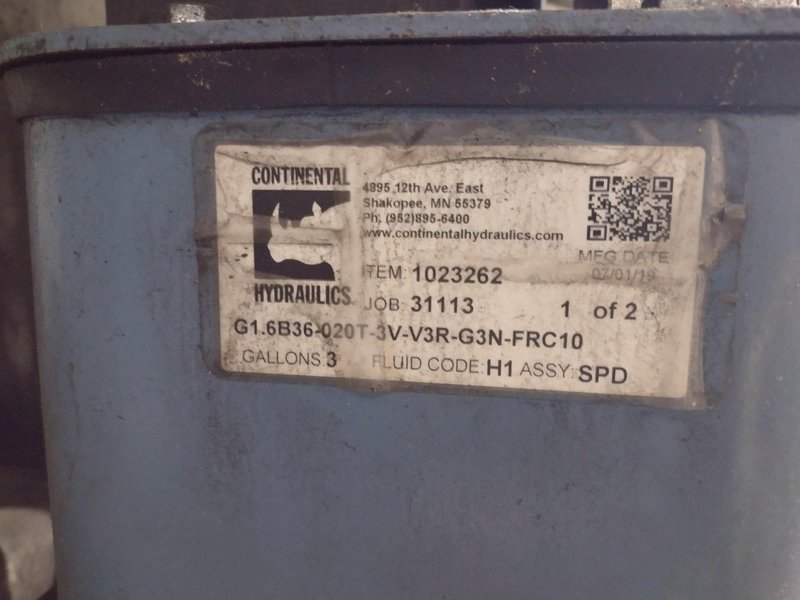 CONTINENTAL
HYDRAULICS
4895 12th Ave. East
Shakopee, MN 55379
Ph: (952)895-6400
www.continentalhydraulics.com
MFG DATE
07/01/19
ITEM: 1023262
JOB: 31113
1 of 2
G1.6B36-020T-3V-V3R-G3N-FRC10
GALLONS: 3 FLUID CODE: H1 ASSY: SPD